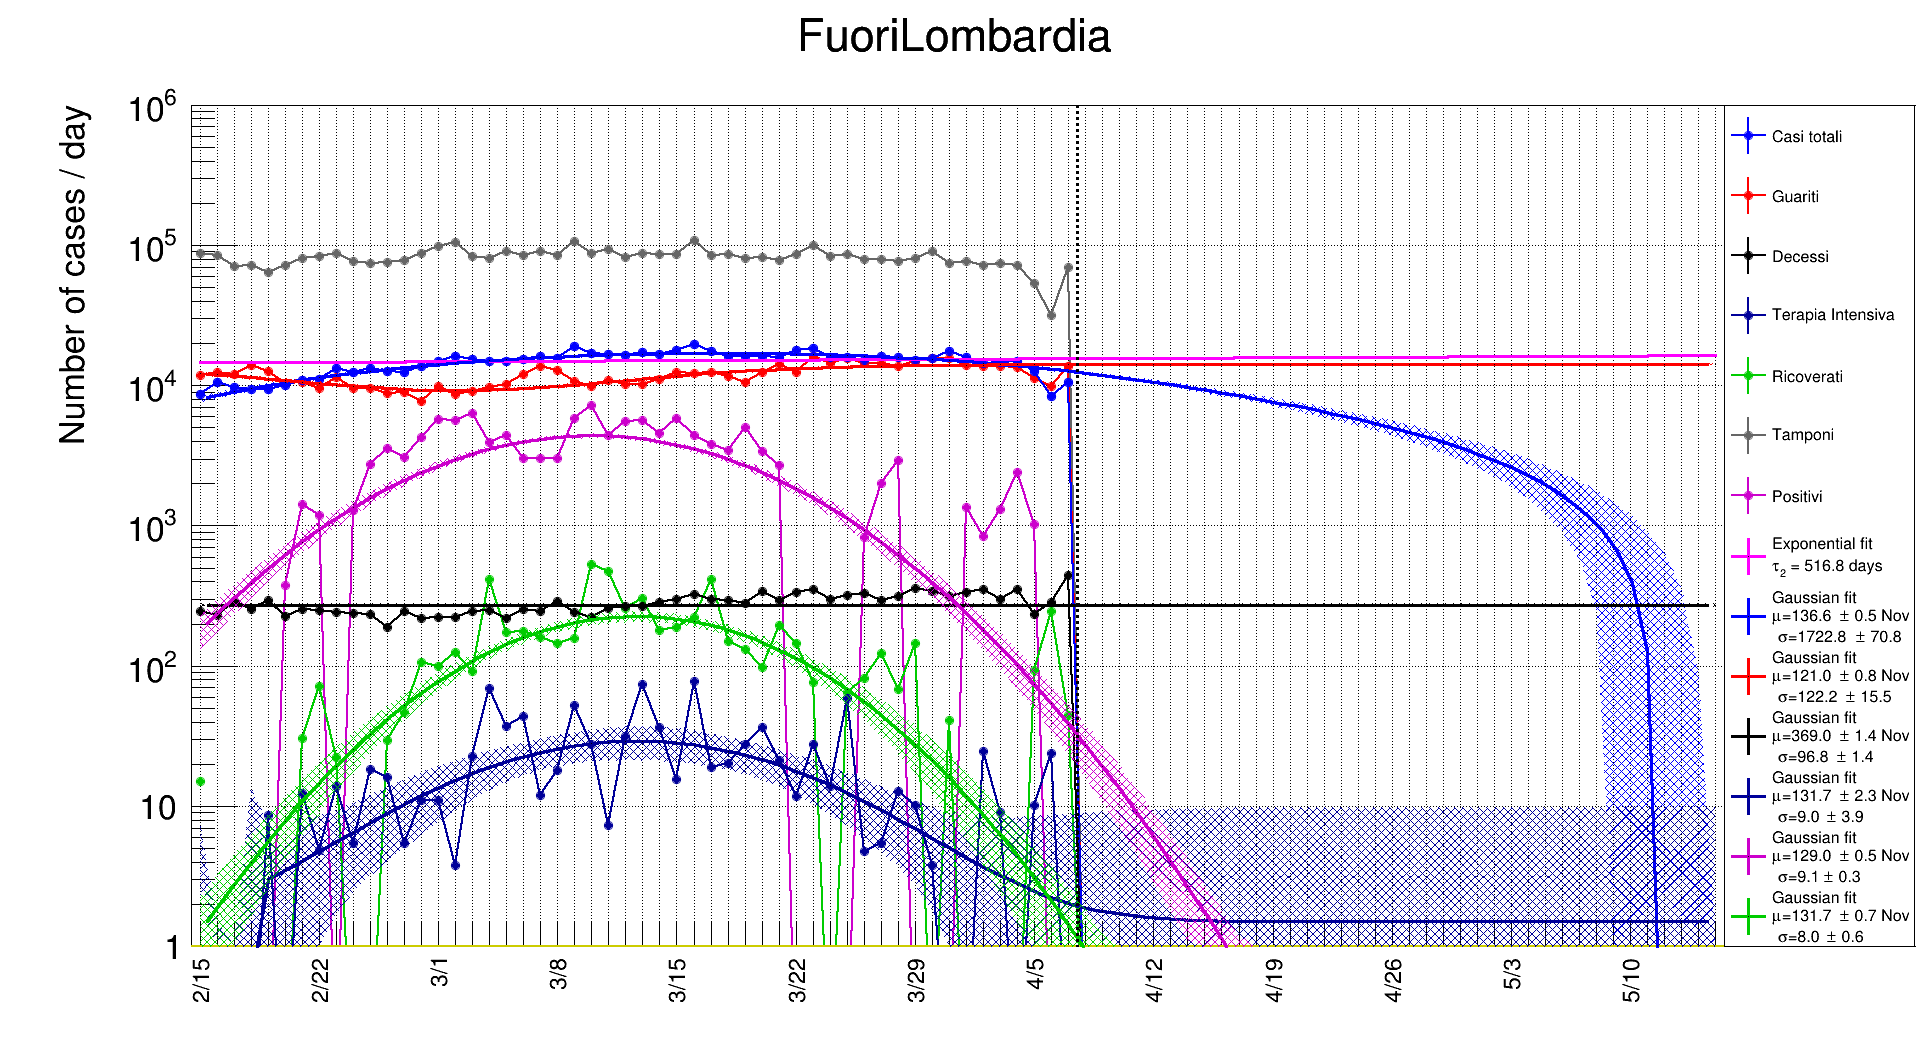 FuoriLombardia
Number of cases / day
10^6
10^5
10^4
10^3
10^2
10
1
2/15
2/22
3/1
3/8
3/15
3/22
3/29
4/5
4/12
4/19
4/26
5/3
5/10
Casi totali
Guariti
Decessi
Terapia Intensiva
Ricoverati
Tamponi
Positivi
Exponential fit
τ₂ = 516.8 days
Gaussian fit
μ=136.6 ± 0.5 Nov
σ=1722.8 ± 70.8
Gaussian fit
μ=121.0 ± 0.8 Nov
σ=122.2 ± 15.5
Gaussian fit
μ=369.0 ± 1.4 Nov
σ=96.8 ± 1.4
Gaussian fit
μ=131.7 ± 2.3 Nov
σ=9.0 ± 3.9
Gaussian fit
μ=129.0 ± 0.5 Nov
σ=9.1 ± 0.3
Gaussian fit
μ=131.7 ± 0.7 Nov
σ=8.0 ± 0.6